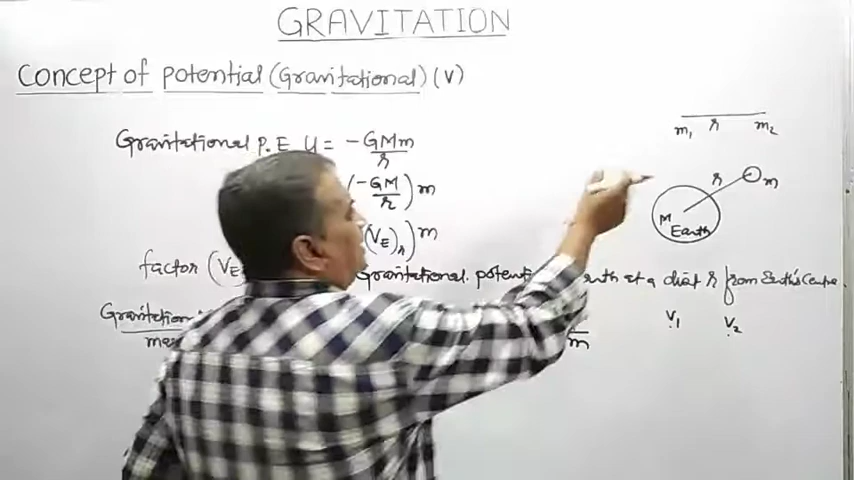 GRAVITATION
Concept of potential (Gravitational) (V)
Gravitational P.E U = -GMm/r
(-GM/r) m
(V_E)_r) m
factor (V_E
Gravitational potent
at a dist r from Earth's Centre.
Gravitation
m
m₁ r m₂
r m
M
Earth
V₁ V₂